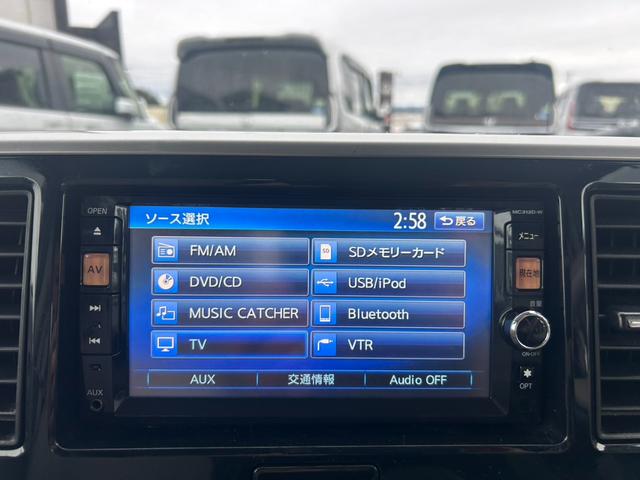 OPEN
MC313D-W
ソース選択
2:58
戻る
メニュー
AV
FM/AM
SDメモリーカード
現在地
DVD/CD
USB/iPod
MUSIC CATCHER
Bluetooth
音量
TV
VTR
ON・OFF
AUX
交通情報
Audio OFF
OPT
AUX
SD